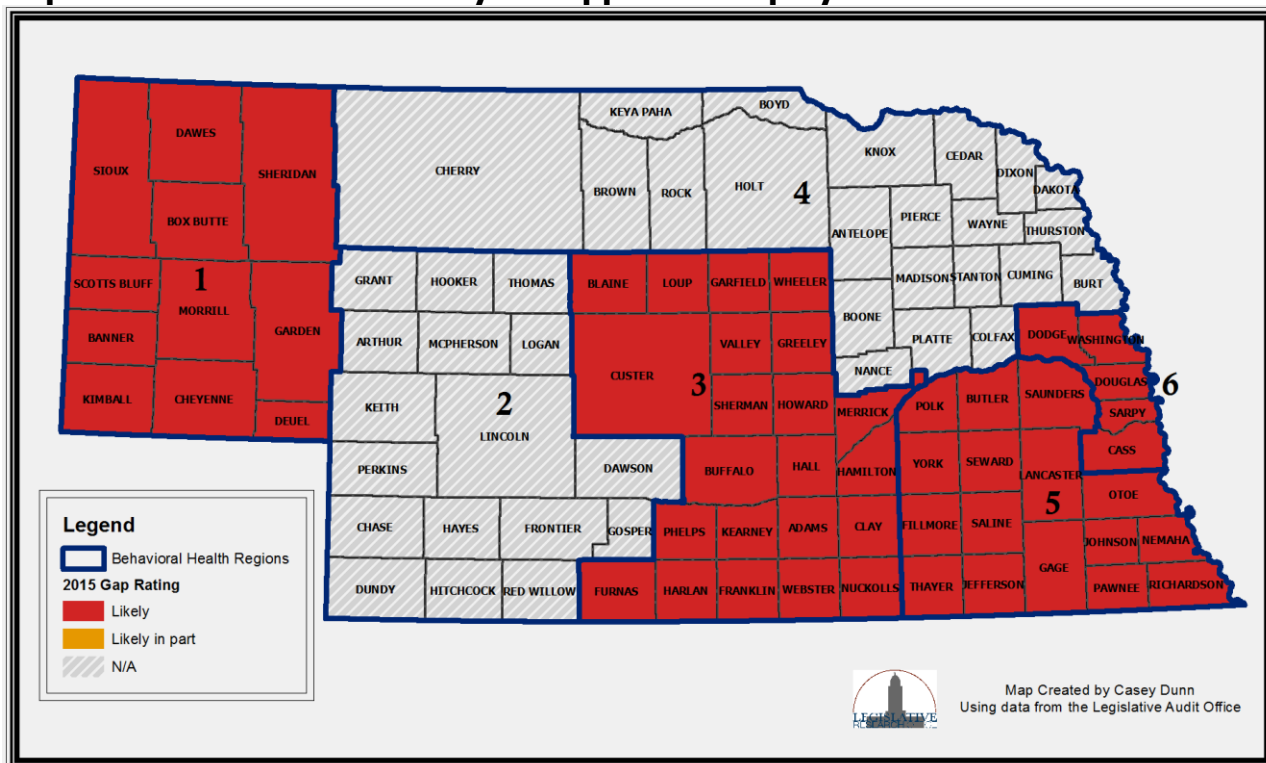 KEYA PAHA
BOYD
DAWES
SIOUX
SHERIDAN
CHERRY
BROWN
ROCK
HOLT
4
KNOX
CEDAR
DIXON
DAKOTA
BOX BUTTE
ANTELOPE
PIERCE
WAYNE
THURSTON
SCOTTS BLUFF
1
MORRILL
GARDEN
GRANT
HOOKER
THOMAS
BLAINE
LOUP
GARFIELD
WHEELER
MADISON
STANTON
CUMING
BURT
BANNER
ARTHUR
MCPHERSON
LOGAN
CUSTER
VALLEY
GREELEY
BOONE
PLATTE
COLFAX
DODGE
WASHINGTON
NANCE
KIMBALL
CHEYENNE
DEUEL
KEITH
2
LINCOLN
3
SHERMAN
HOWARD
MERRICK
POLK
BUTLER
SAUNDERS
DOUGLAS
6
SARPY
CASS
PERKINS
DAWSON
BUFFALO
HALL
HAMILTON
YORK
SEWARD
LANCASTER
5
OTOE
CHASE
HAYES
FRONTIER
GOSPER
PHELPS
KEARNEY
ADAMS
CLAY
FILLMORE
SALINE
GAGE
JOHNSON
NEMAHA
DUNDY
HITCHCOCK
RED WILLOW
FURNAS
HARLAN
FRANKLIN
WEBSTER
NUCKOLLS
THAYER
JEFFERSON
PAWNEE
RICHARDSON
Legend
Behavioral Health Regions
2015 Gap Rating
Likely
Likely in part
N/A
LEGISLATIVE
RESEARCH
Map Created by Casey Dunn
Using data from the Legislative Audit Office